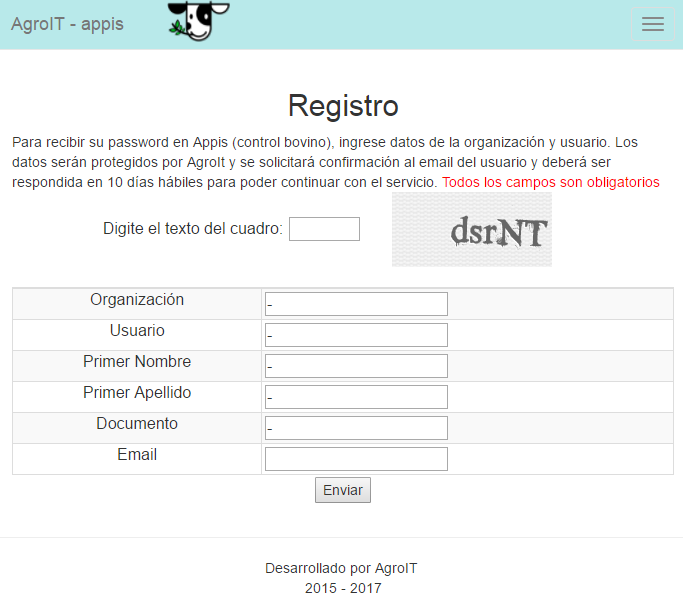 AgroIT - appis
Registro
Para recibir su password en Appis (control bovino), ingrese datos de la organización y usuario. Los
datos serán protegidos por AgroIt y se solicitará confirmación al email del usuario y deberá ser
respondida en 10 días hábiles para poder continuar con el servicio. Todos los campos son obligatorios
Digite el texto del cuadro:
dsrNT
Organización -
Usuario -
Primer Nombre -
Primer Apellido -
Documento -
Email
Enviar
Desarrollado por AgroIT
2015 - 2017